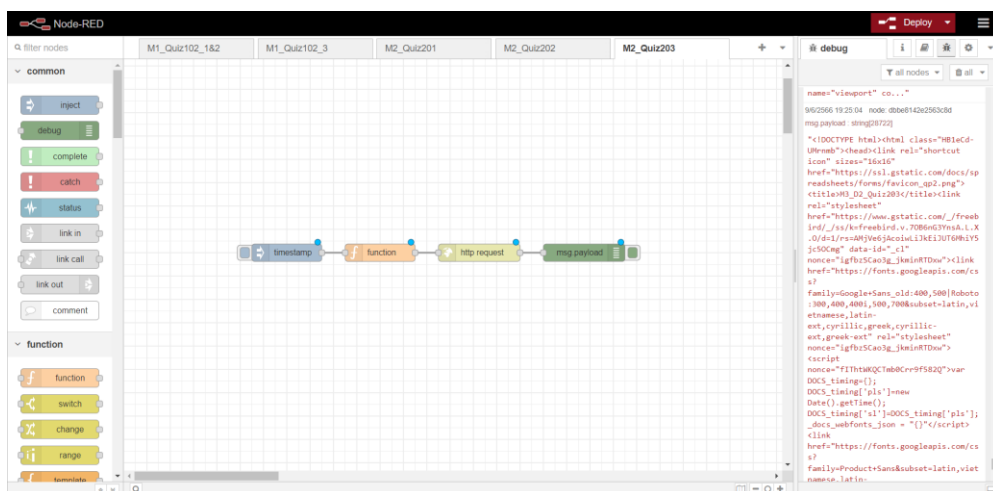 Node-RED
Deploy
filter nodes
M1_Quiz102_1&2
M1_Quiz102_3
M2_Quiz201
M2_Quiz202
M2_Quiz203
debug
i
all nodes
all
common
inject
debug
complete
catch
status
link in
link call
link out
comment
function
function
switch
change
range
template
timestamp
function
http request
msg.payload
name="viewport" co..."
9/6/2566 19:25:04 node: dbbe8142e2563c8d
msg.payload : string[28722]
"<!DOCTYPE html><html class="HB1eCd-
UMrnmb"><head><link rel="shortcut
icon" sizes="16x16"
href="https://ssl.gstatic.com/docs/sp
readsheets/forms/favicon_qp2.png">
<title>M3_D2_Quiz203</title><link
rel="stylesheet"
href="https://www.gstatic.com/_/freeb
ird/_/ss/k=freebird.v.7OB6nG3YnsA.L.X
data-id="_cl"
<link
href="https://fonts.googleapis.com/cs
s?
family=Google+Sans_old:400,500|Roboto
:300,400,400i,500,700&subset=latin,vi
etnamese,latin-
ext,cyrillic,greek,cyrillic-
ext,greek-ext" rel="stylesheet"
nonce="igfbz5Cao3g_jkminRTDxw">
<script
nonce="fIThtWKQCTmb0Crr9f582Q">var
DOCS_timing={};
DOCS_timing['pls']=new
Date().getTime();
DOCS_timing['sl']=DOCS_timing['pls'];
_docs_webfonts_json = "{}"</script>
<link
href="https://fonts.googleapis.com/cs
s?
family=Product+Sans&subset=latin,viet
namese,latin-